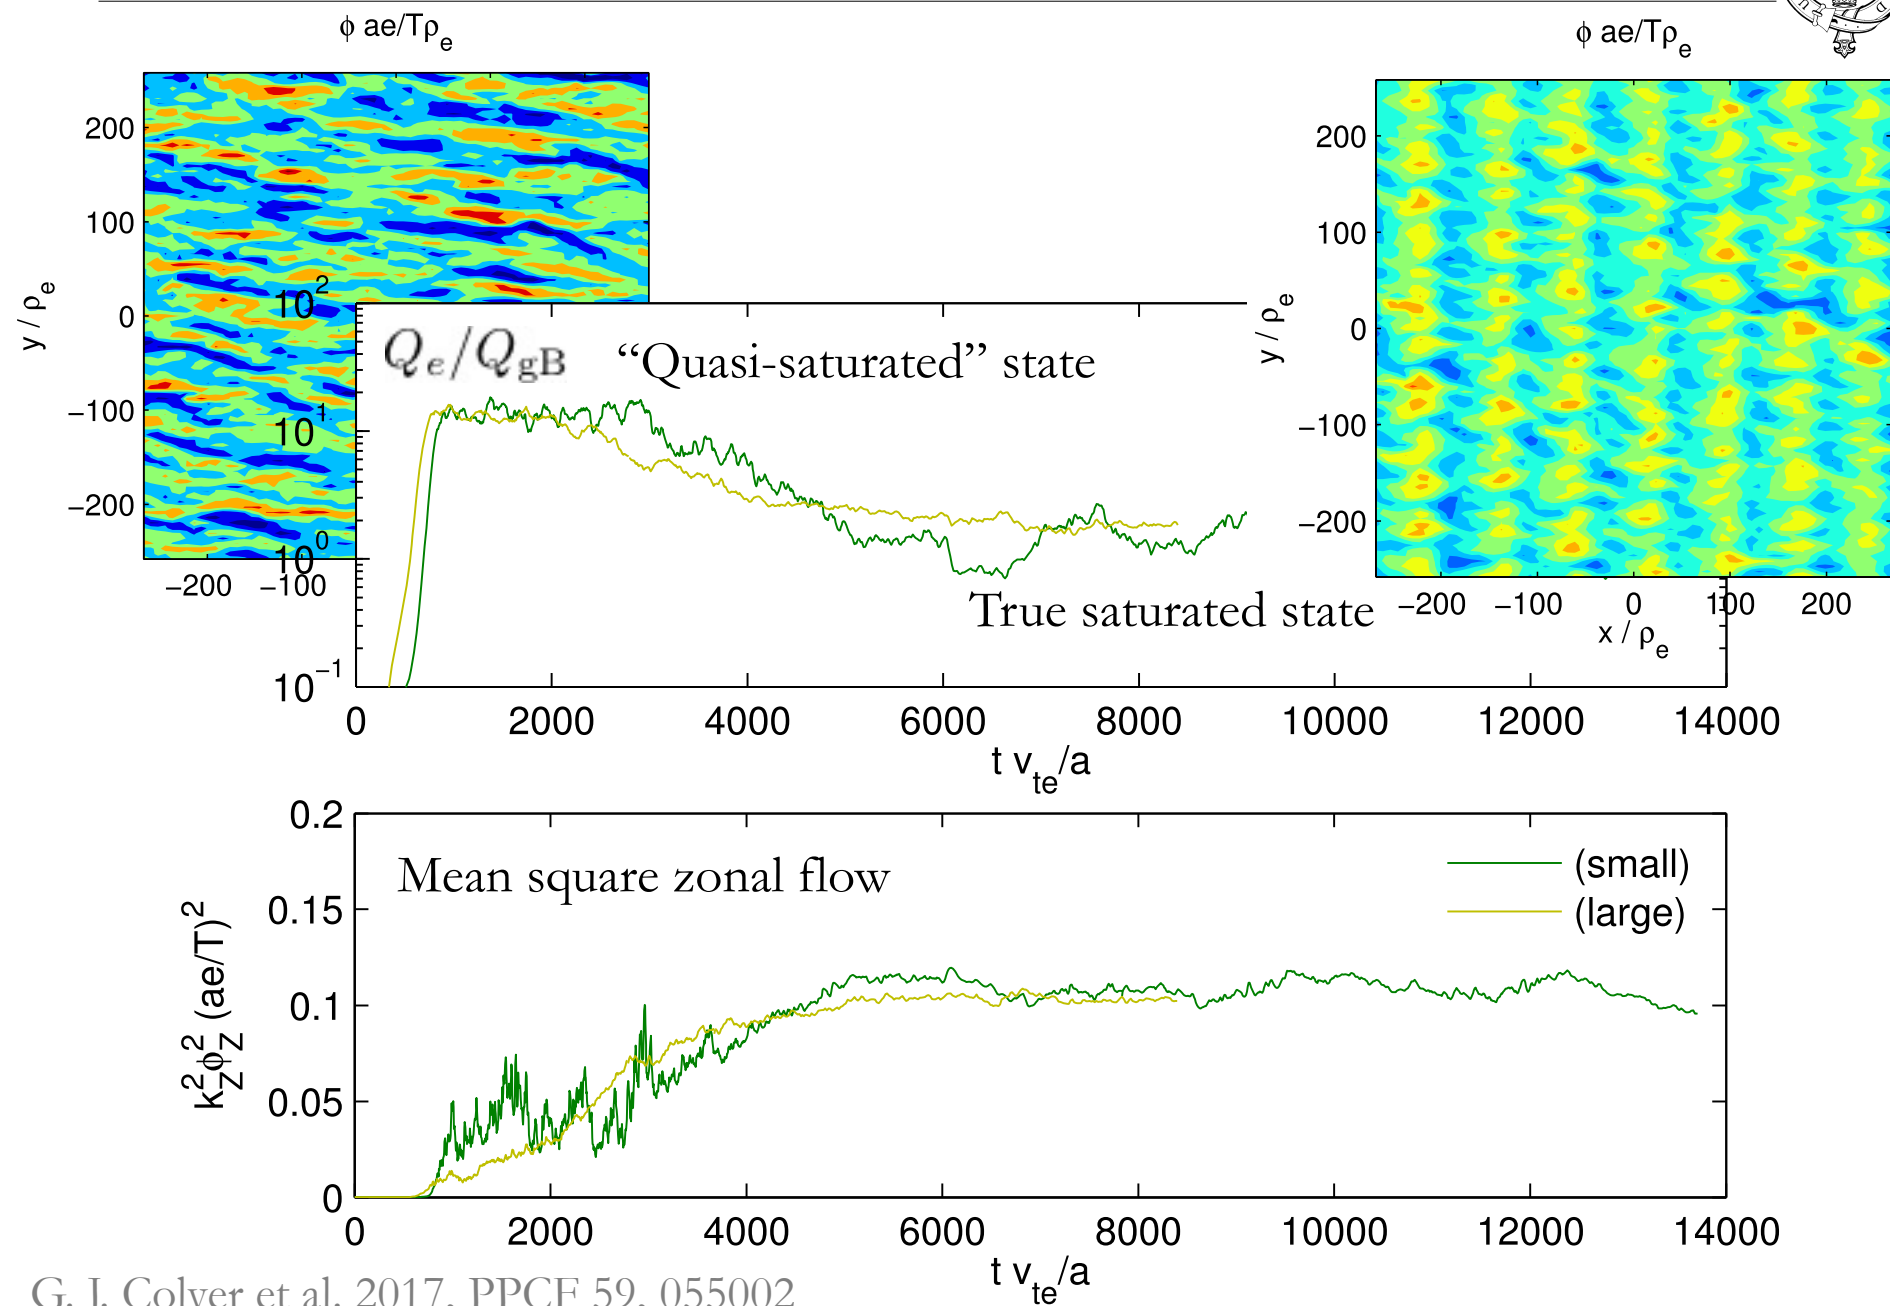 ϕ ae/Tρe
ϕ ae/Tρe
200
100
0
−100
−200
y / ρe
−200 −100
200
100
0
−100
−200
y / ρe
−200 −100 0 100 200
x / ρe
10^2
10^1
10^0
10^−1
Qe/QgB
“Quasi-saturated” state
True saturated state
0 2000 4000 6000 8000 10000 12000 14000
t vte/a
0.2
0.15
0.1
0.05
0
k_Z^2ϕ_Z^2 (ae/T)^2
Mean square zonal flow
(small)
(large)
0 2000 4000 6000 8000 10000 12000 14000
t vte/a
G. J. Colyer et al. 2017, PPCF 59, 055002